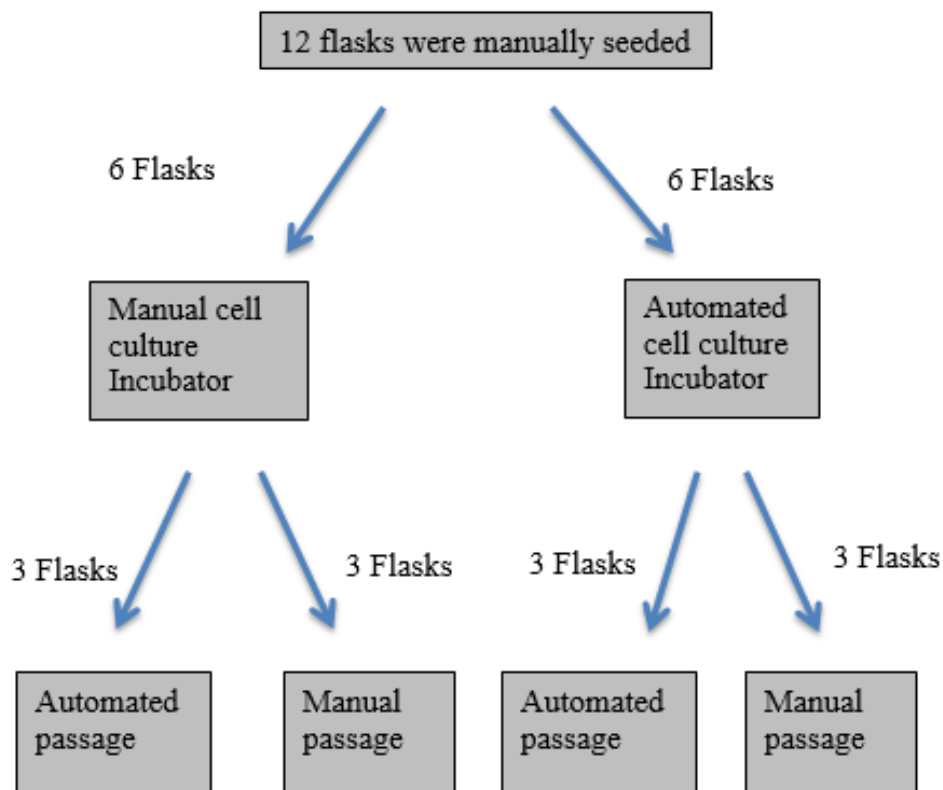 12 flasks were manually seeded
6 Flasks
6 Flasks
Manual cell
culture
Incubator
Automated
cell culture
Incubator
3 Flasks
3 Flasks
3 Flasks
3 Flasks
Automated
passage
Manual
passage
Automated
passage
Manual
passage